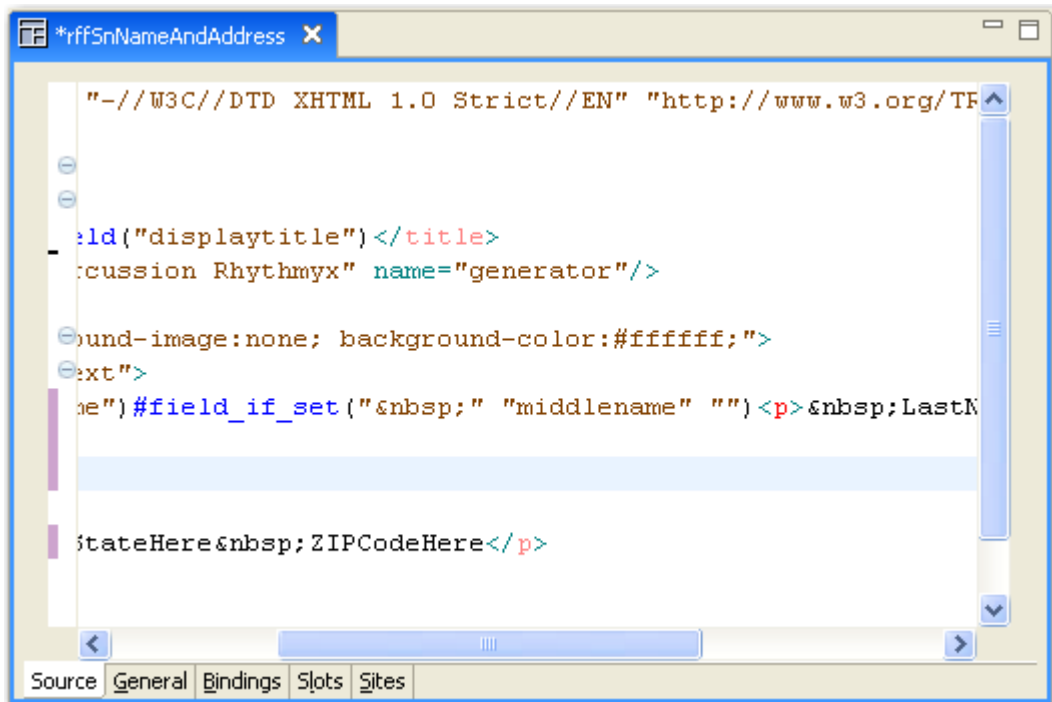 *rffSnNameAndAddress
"-//W3C//DTD XHTML 1.0 Strict//EN" "http://www.w3.org/TR
eld("displaytitle")</title>
rcussion Rhythmyx" name="generator"/>
ound-image:none; background-color:#ffffff;">
ext">
me")#field_if_set("&nbsp;" "middlename" "")<p>&nbsp;LastN
StateHere&nbsp;ZIPCodeHere</p>
Source General Bindings Slots Sites